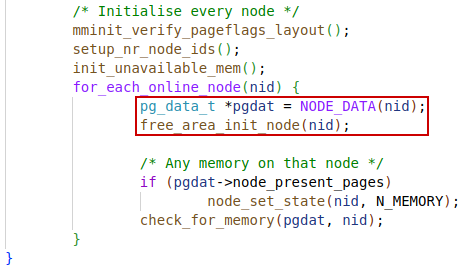 /* Initialise every node */
mminit_verify_pageflags_layout();
setup_nr_node_ids();
init_unavailable_mem();
for_each_online_node(nid) {
pg_data_t *pgdat = NODE_DATA(nid);
free_area_init_node(nid);
/* Any memory on that node */
if (pgdat->node_present_pages)
node_set_state(nid, N_MEMORY);
check_for_memory(pgdat, nid);
}
}